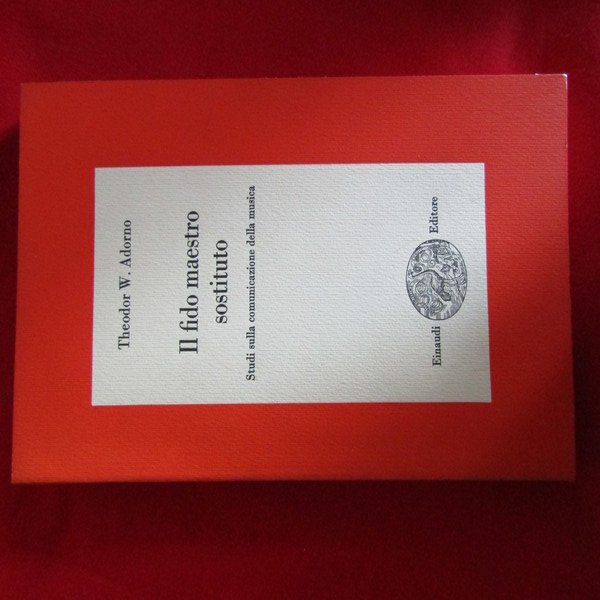 Theodor W. Adorno
Il fido maestro
sostituto
Studi sulla comunicazione della musica
Einaudi Editore